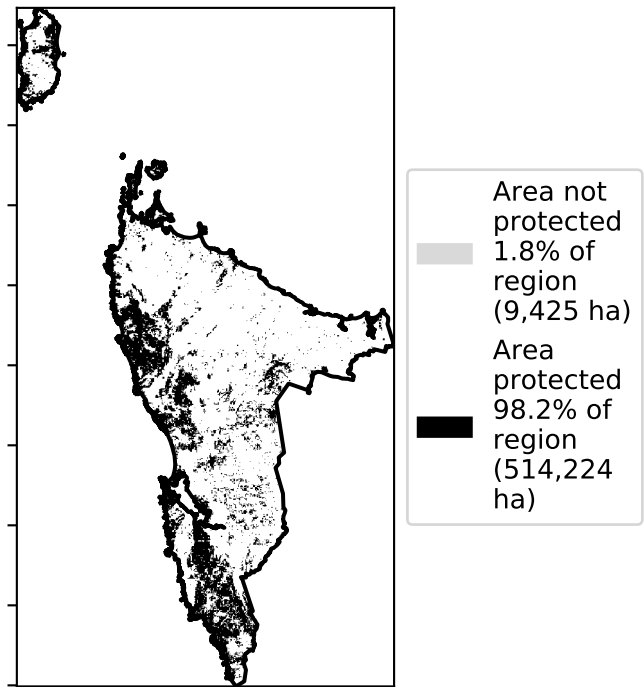 Area not
protected
1.8% of
region
(9,425 ha)
Area
protected
98.2% of
region
(514,224
ha)